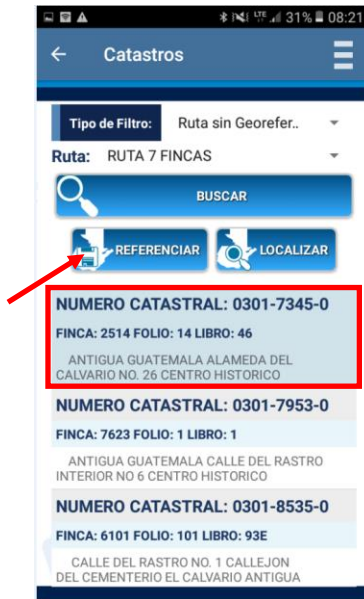 LTE 31% 08:21
Catastros
Tipo de Filtro: Ruta sin Georefer..
Ruta: RUTA 7 FINCAS
BUSCAR
REFERENCIAR LOCALIZAR
NUMERO CATASTRAL: 0301-7345-0
FINCA: 2514 FOLIO: 14 LIBRO: 46
ANTIGUA GUATEMALA ALAMEDA DEL
CALVARIO NO. 26 CENTRO HISTORICO
NUMERO CATASTRAL: 0301-7953-0
FINCA: 7623 FOLIO: 1 LIBRO: 1
ANTIGUA GUATEMALA CALLE DEL RASTRO
INTERIOR NO 6 CENTRO HISTORICO
NUMERO CATASTRAL: 0301-8535-0
FINCA: 6101 FOLIO: 101 LIBRO: 93E
CALLE DEL RASTRO NO. 1 CALLEJON
DEL CEMENTERIO EL CALVARIO ANTIGUA